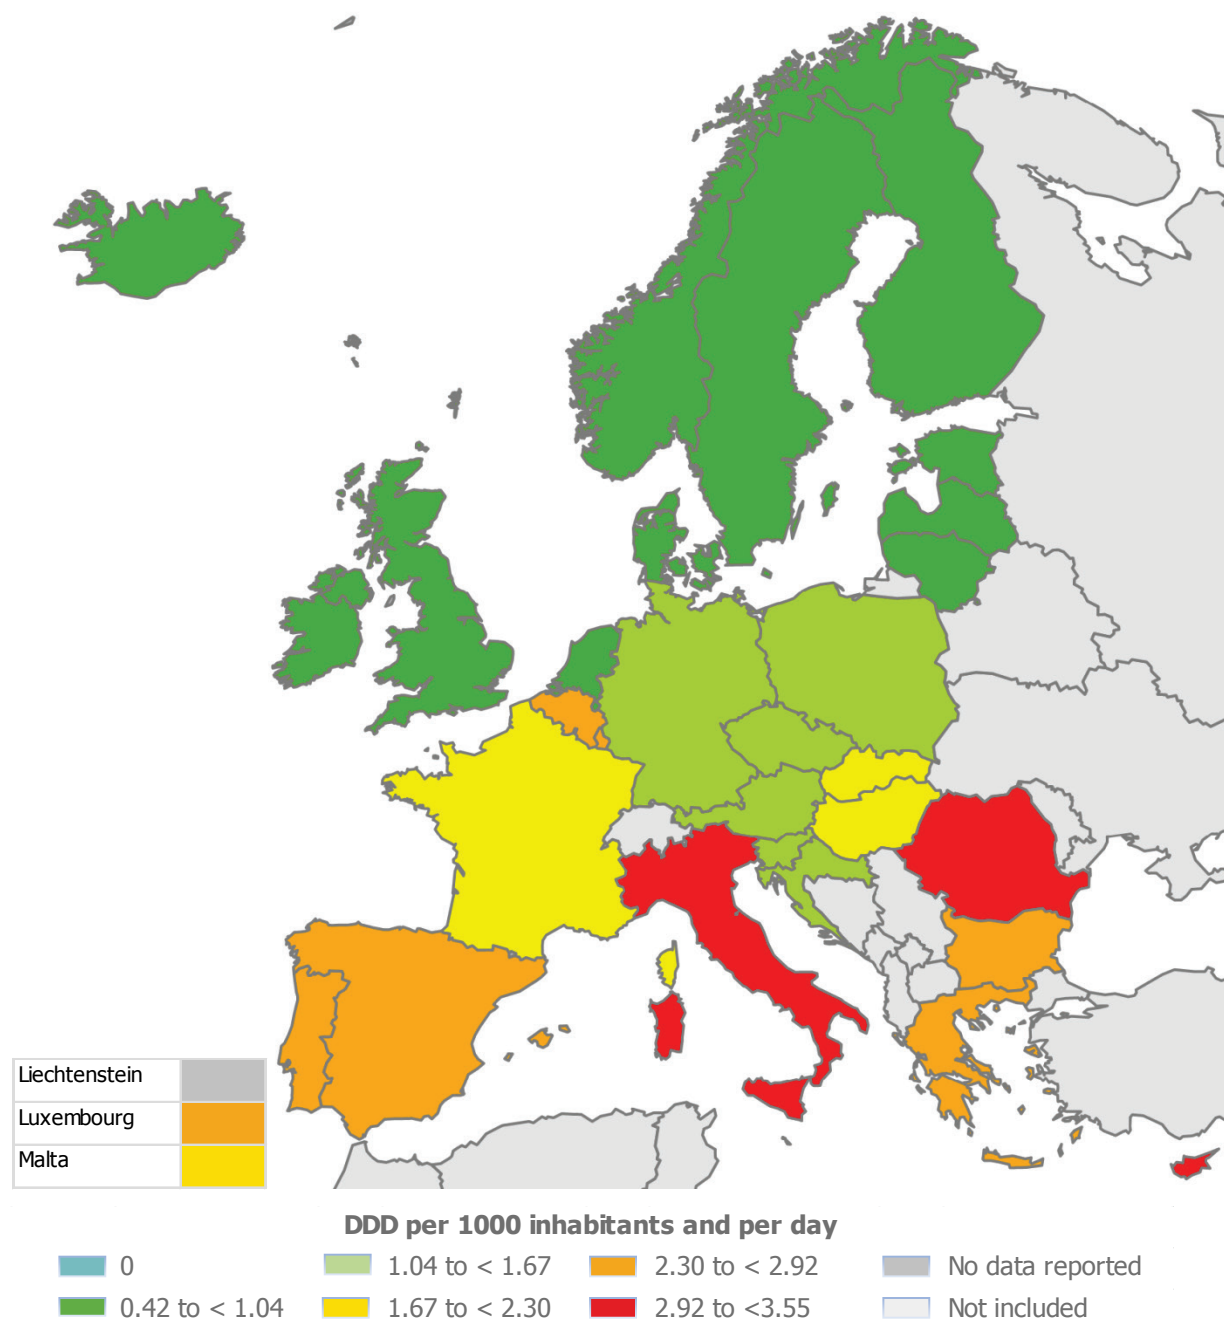 Liechtenstein
Luxembourg
Malta
DDD per 1000 inhabitants and per day
0
1.04 to < 1.67
2.30 to < 2.92
No data reported
0.42 to < 1.04
1.67 to < 2.30
2.92 to <3.55
Not included